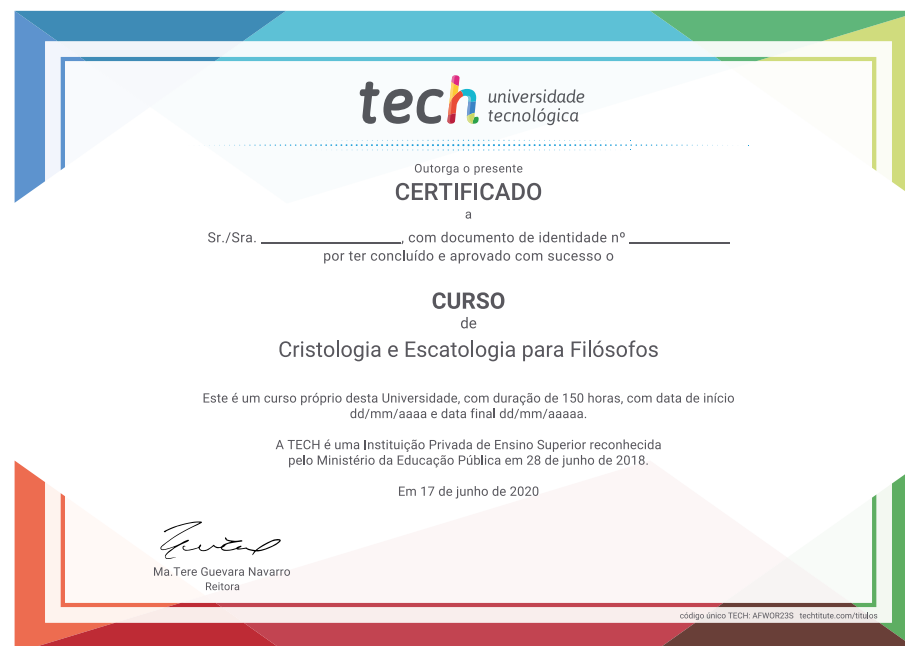 tech universidade
tecnológica
Outorga o presente
CERTIFICADO
a
Sr./Sra. ____________, com documento de identidade nº ____________
por ter concluído e aprovado com sucesso o
CURSO
de
Cristologia e Escatologia para Filósofos
Este é um curso próprio desta Universidade, com duração de 150 horas, com data de início
dd/mm/aaaa e data final dd/mm/aaaaa.
A TECH é uma Instituição Privada de Ensino Superior reconhecida
pelo Ministério da Educação Pública em 28 de junho de 2018.
Em 17 de junho de 2020
Ma.Tere Guevara Navarro
Reitora
código único TECH: AFWOR23S techtitute.com/titulos